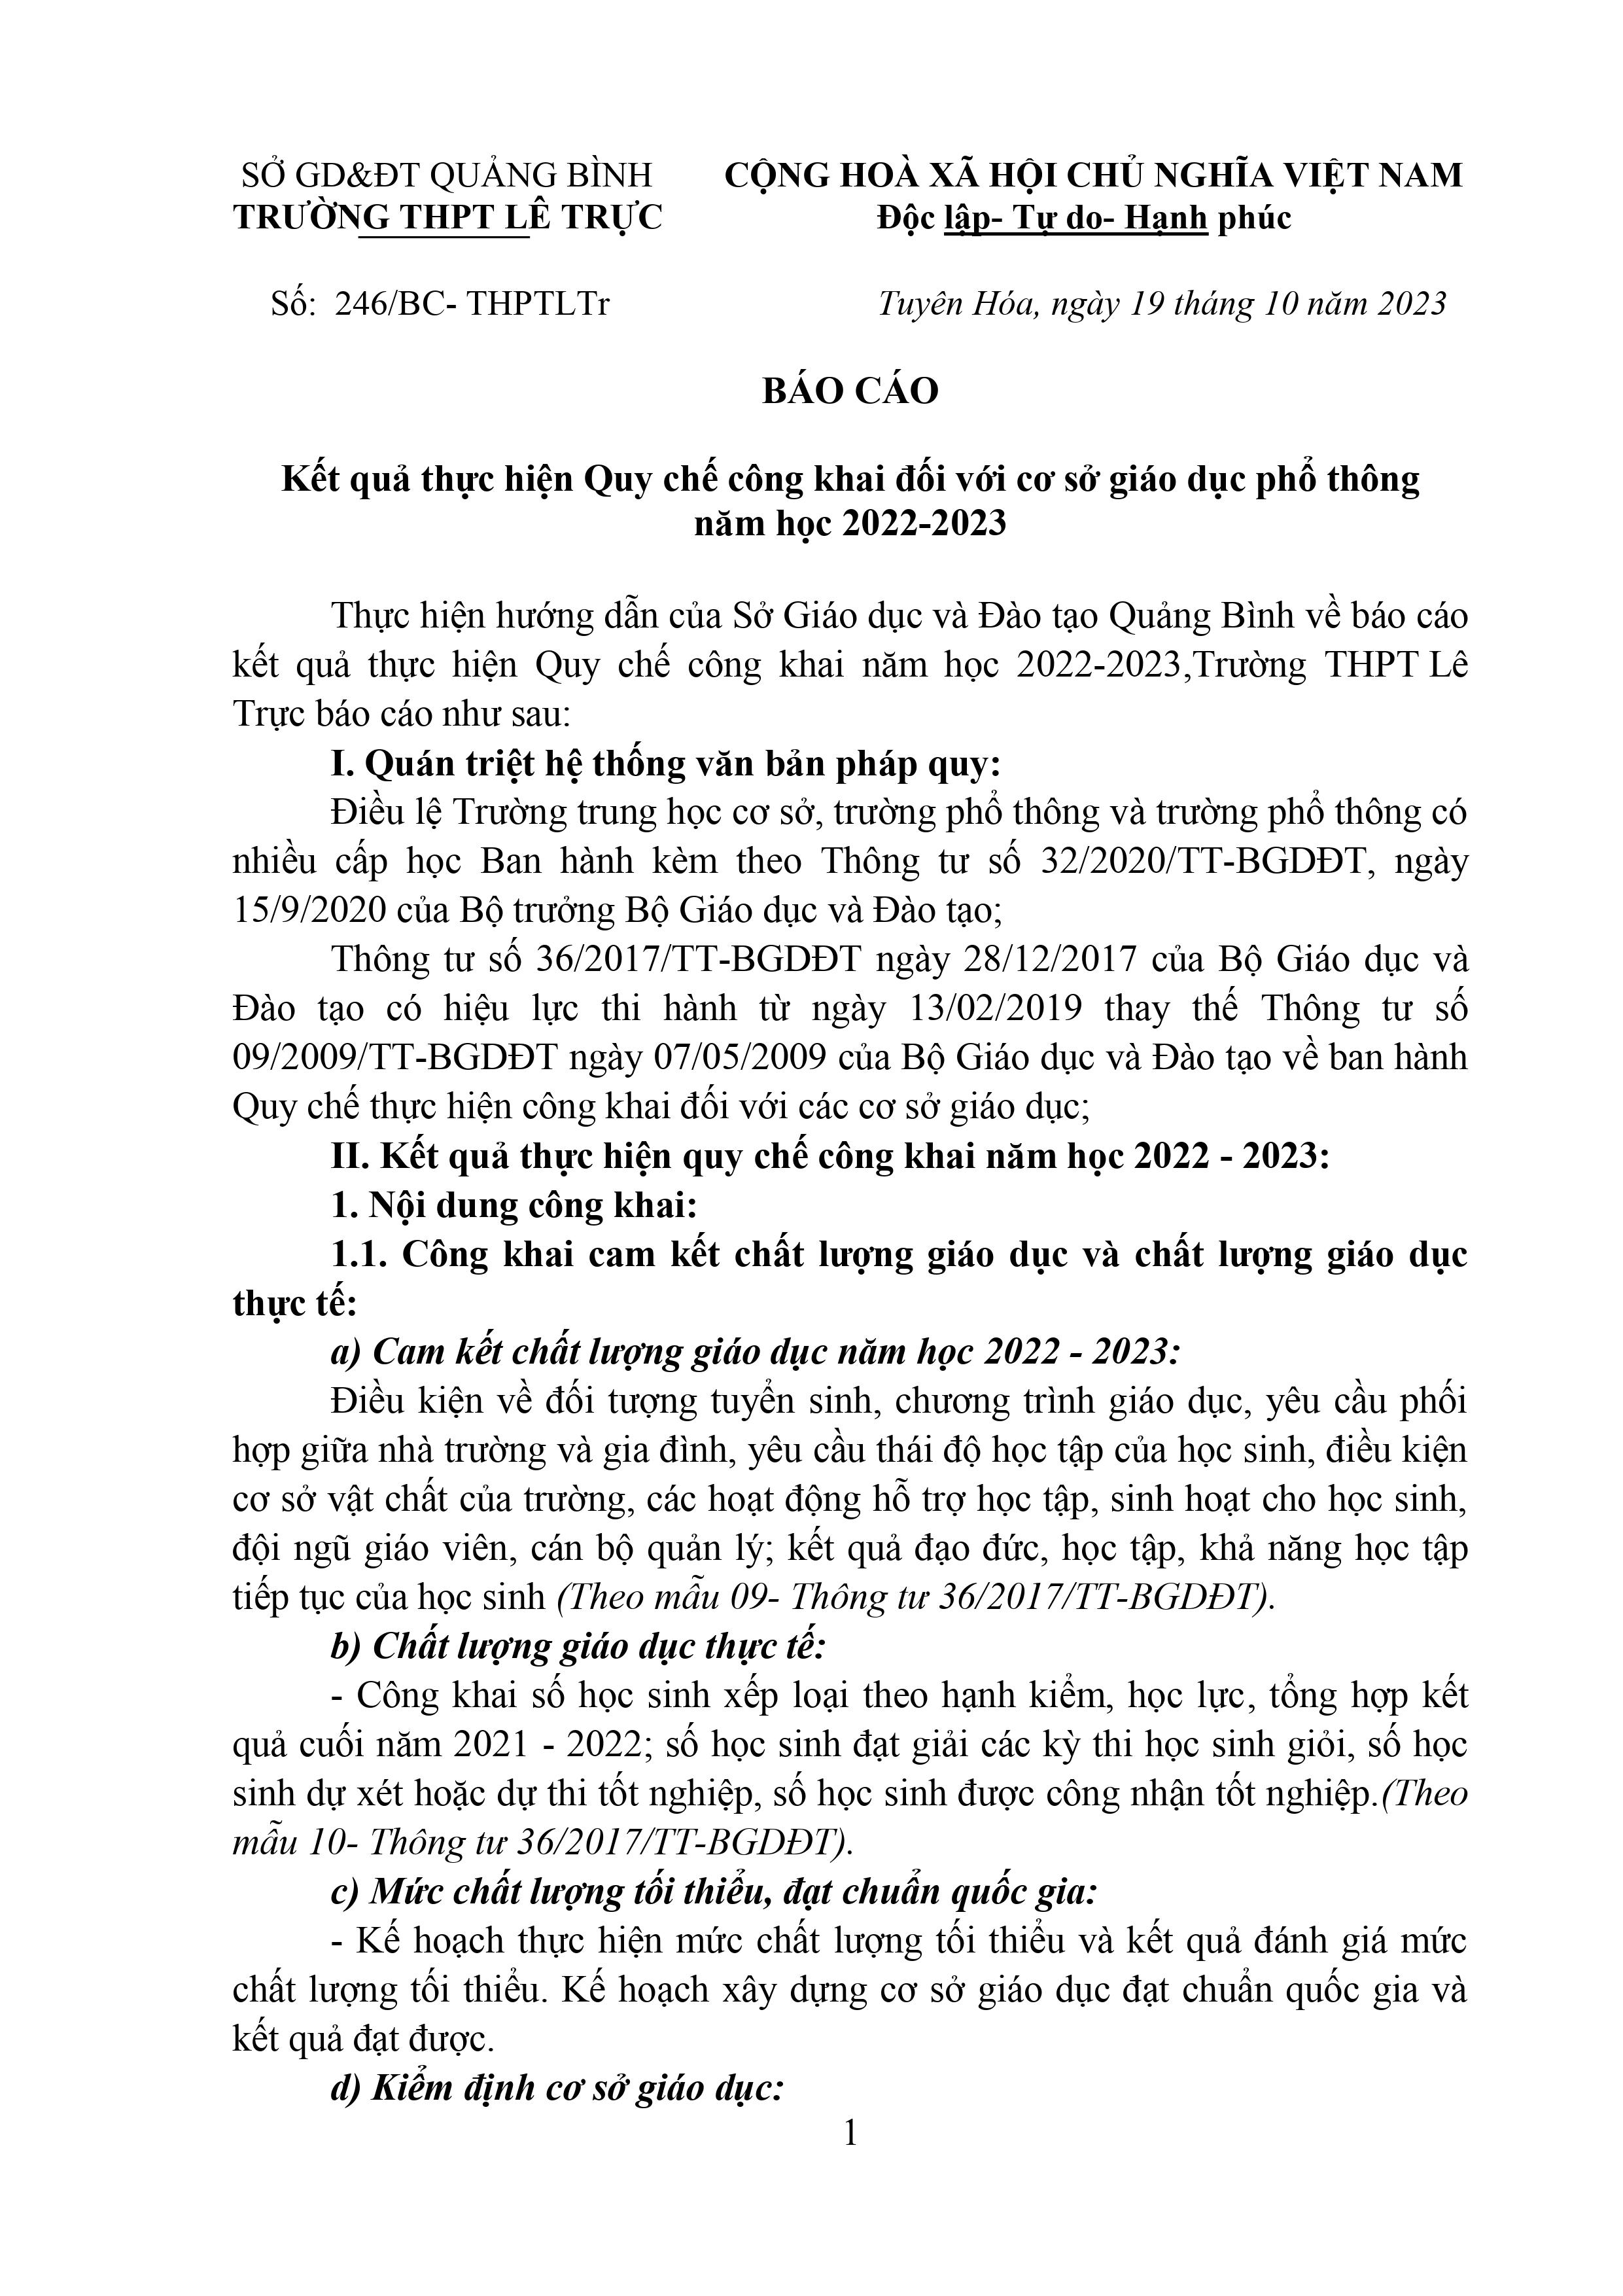 SỞ GD&ĐT QUẢNG BÌNH
TRƯỜNG THPT LÊ TRỰC
CỘNG HOÀ XÃ HỘI CHỦ NGHĨA VIỆT NAM
Độc lập- Tự do- Hạnh phúc
Số:  246/BC- THPTLTr
Tuyên Hóa, ngày 19 tháng 10 năm 2023
BÁO CÁO
Kết quả thực hiện Quy chế công khai đối với cơ sở giáo dục phổ thông
năm học 2022-2023
Thực hiện hướng dẫn của Sở Giáo dục và Đào tạo Quảng Bình về báo cáo
kết quả thực hiện Quy chế công khai năm học 2022-2023,Trường THPT Lê
Trực báo cáo như sau:
I. Quán triệt hệ thống văn bản pháp quy:
Điều lệ Trường trung học cơ sở, trường phổ thông và trường phổ thông có
nhiều cấp học Ban hành kèm theo Thông tư số 32/2020/TT-BGDĐT, ngày
15/9/2020 của Bộ trưởng Bộ Giáo dục và Đào tạo;
Thông tư số 36/2017/TT-BGDĐT ngày 28/12/2017 của Bộ Giáo dục và
Đào tạo có hiệu lực thi hành từ ngày 13/02/2019 thay thế Thông tư số
09/2009/TT-BGDĐT ngày 07/05/2009 của Bộ Giáo dục và Đào tạo về ban hành
Quy chế thực hiện công khai đối với các cơ sở giáo dục;
II. Kết quả thực hiện quy chế công khai năm học 2022 - 2023:
1. Nội dung công khai:
1.1. Công khai cam kết chất lượng giáo dục và chất lượng giáo dục
thực tế:
a) Cam kết chất lượng giáo dục năm học 2022 - 2023:
Điều kiện về đối tượng tuyển sinh, chương trình giáo dục, yêu cầu phối
hợp giữa nhà trường và gia đình, yêu cầu thái độ học tập của học sinh, điều kiện
cơ sở vật chất của trường, các hoạt động hỗ trợ học tập, sinh hoạt cho học sinh,
đội ngũ giáo viên, cán bộ quản lý; kết quả đạo đức, học tập, khả năng học tập
tiếp tục của học sinh (Theo mẫu 09- Thông tư 36/2017/TT-BGDĐT).
b) Chất lượng giáo dục thực tế:
- Công khai số học sinh xếp loại theo hạnh kiểm, học lực, tổng hợp kết
quả cuối năm 2021 - 2022; số học sinh đạt giải các kỳ thi học sinh giỏi, số học
sinh dự xét hoặc dự thi tốt nghiệp, số học sinh được công nhận tốt nghiệp.(Theo
mẫu 10- Thông tư 36/2017/TT-BGDĐT).
c) Mức chất lượng tối thiểu, đạt chuẩn quốc gia:
- Kế hoạch thực hiện mức chất lượng tối thiểu và kết quả đánh giá mức
chất lượng tối thiểu. Kế hoạch xây dựng cơ sở giáo dục đạt chuẩn quốc gia và
kết quả đạt được.
d) Kiểm định cơ sở giáo dục:
1